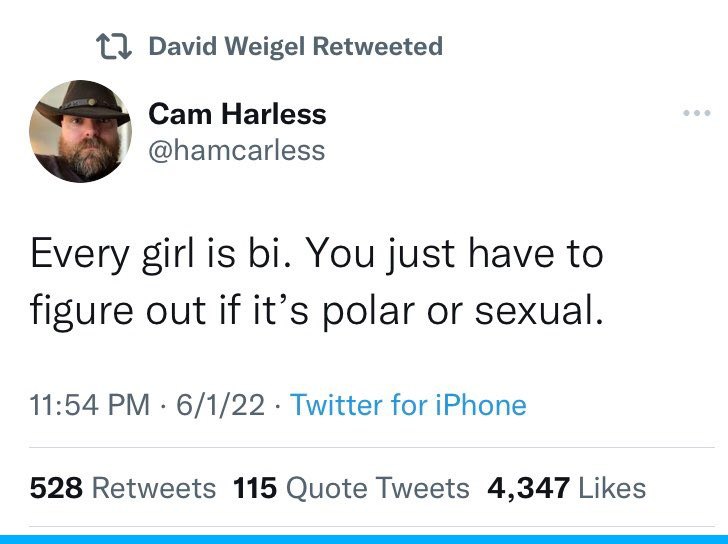 David Weigel Retweeted
Cam Harless
@hamcarless
Every girl is bi. You just have to
figure out if it’s polar or sexual.
11:54 PM · 6/1/22 · Twitter for iPhone
528 Retweets 115 Quote Tweets 4,347 Likes